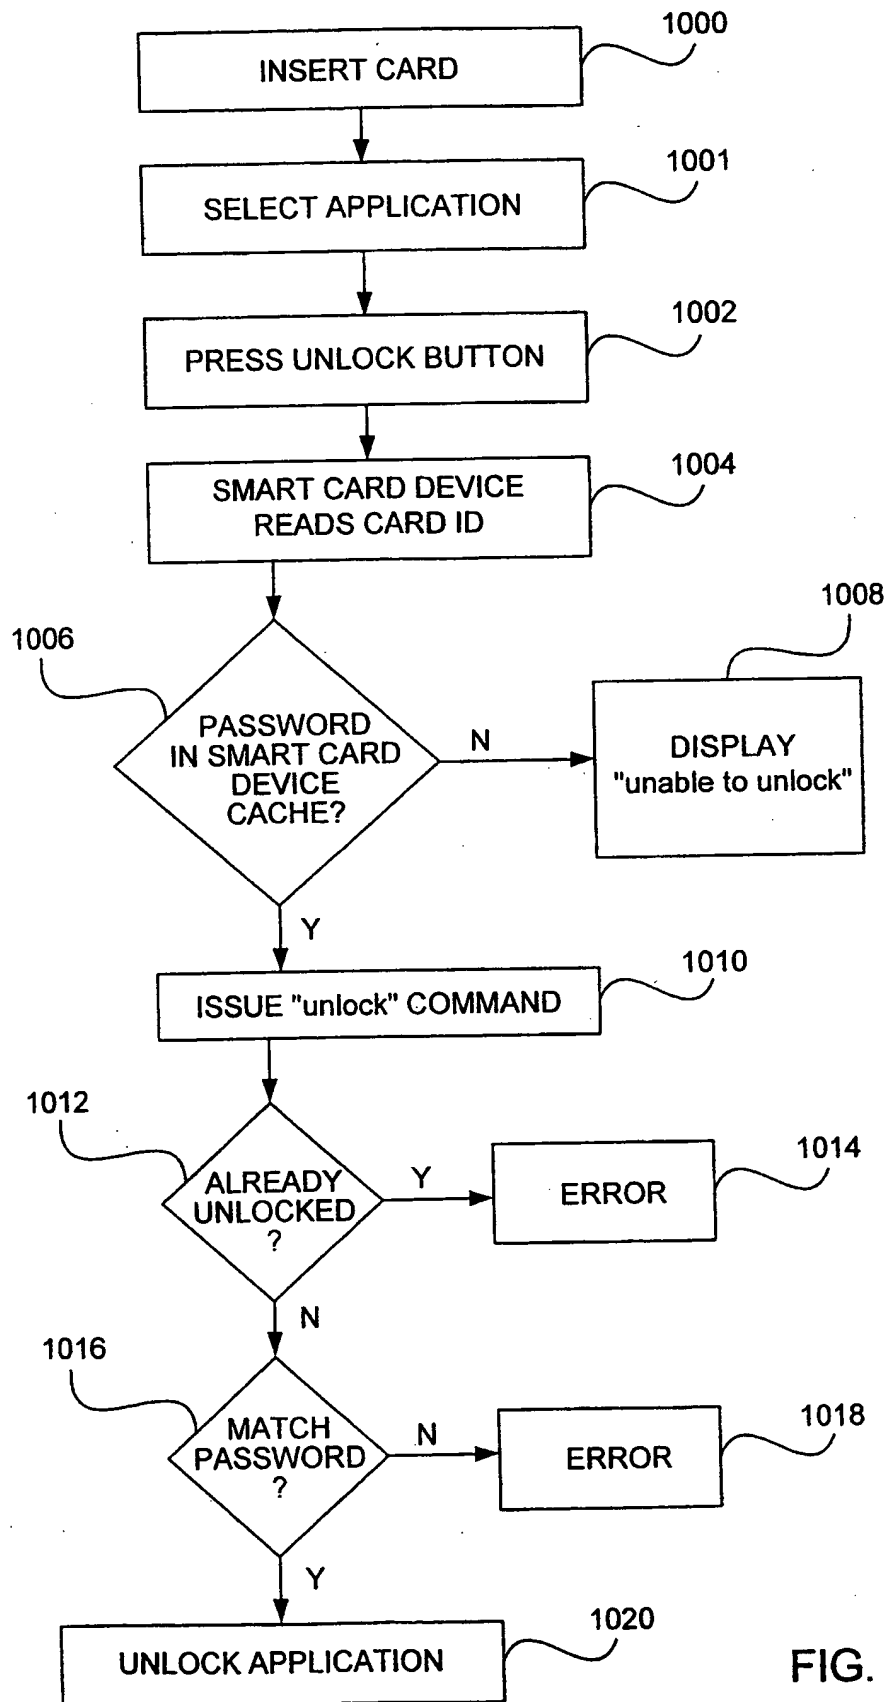 1000
INSERT CARD
1001
SELECT APPLICATION
1002
PRESS UNLOCK BUTTON
1004
SMART CARD DEVICE
READS CARD ID
1006
PASSWORD
IN SMART CARD
DEVICE
CACHE?
N
1008
DISPLAY
"unable to unlock"
Y
1010
ISSUE "unlock" COMMAND
1012
ALREADY
UNLOCKED
?
Y
1014
ERROR
N
1016
MATCH
PASSWORD
?
N
1018
ERROR
Y
1020
UNLOCK APPLICATION
FIG.